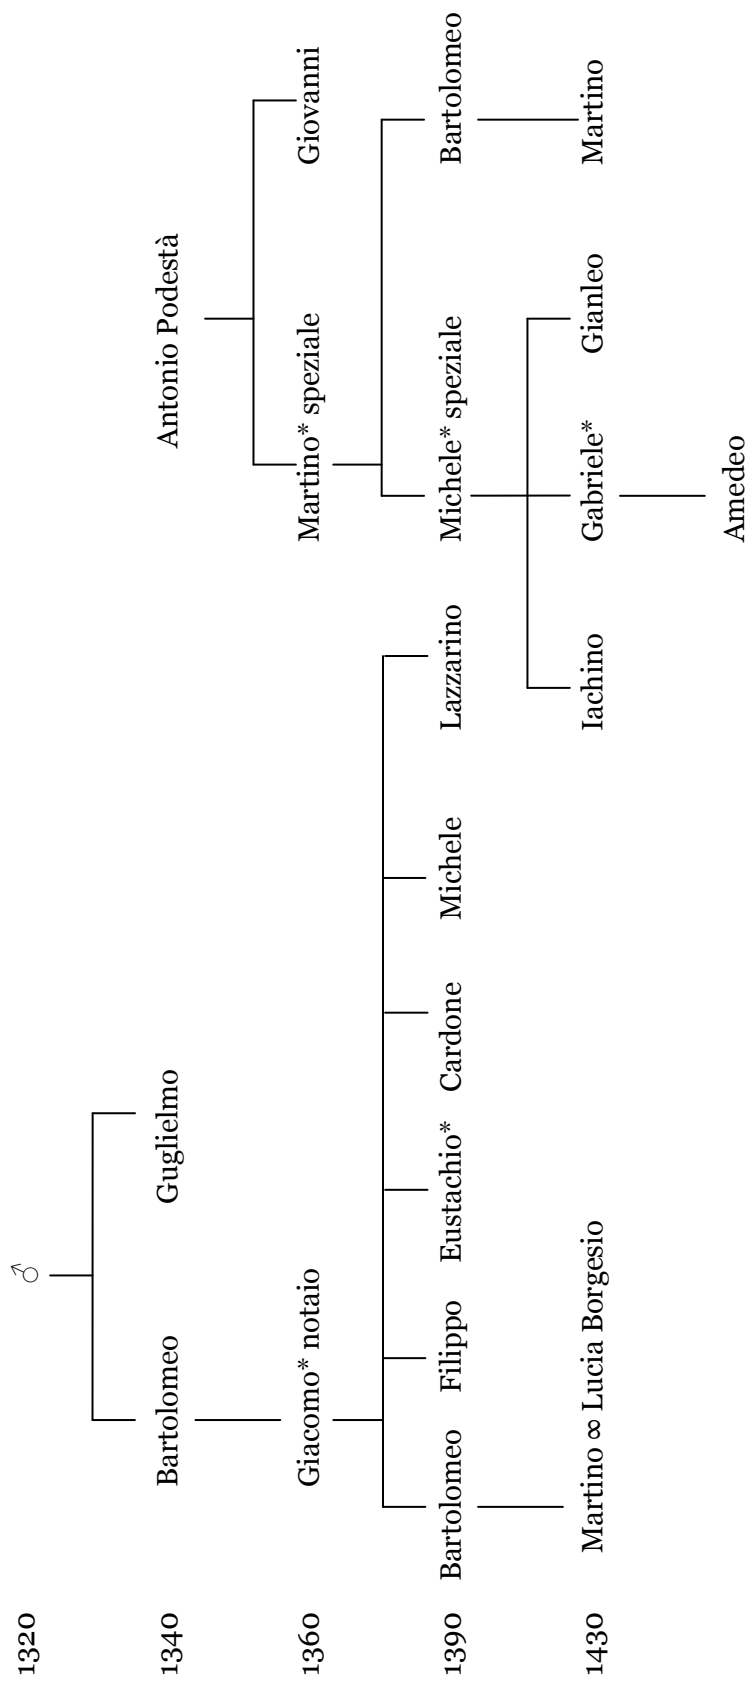 1320 ♂
1340 Bartolomeo Guglielmo Antonio Podestà
1360 Giacomo* notaio Martino* speziale Giovanni
1390 Bartolomeo Filippo Eustachio* Cardone Michele Lazzarino Michele* speziale Bartolomeo
1430 Martino ∞ Lucia Borgesio Iachino Gabriele* Gianleo Martino
Amedeo